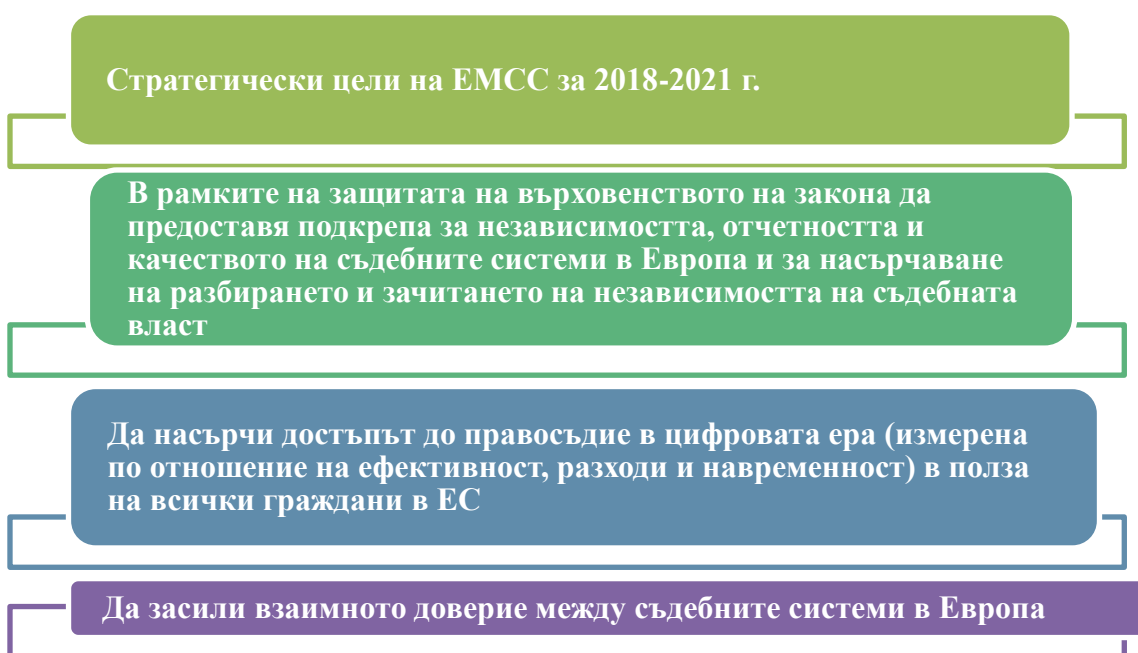 Стратегически цели на ЕМСС за 2018-2021 г.
В рамките на защитата на върховенството на закона да
предоставя подкрепа за независимостта, отчетността и
качеството на съдебните системи в Европа и за насърчаване
на разбирането и зачитането на независимостта на съдебната
власт
Да насърчи достъпът до правосъдие в цифровата ера (измерена
по отношение на ефективност, разходи и навременност) в полза
на всички граждани в ЕС
Да засили взаимното доверие между съдебните системи в Европа